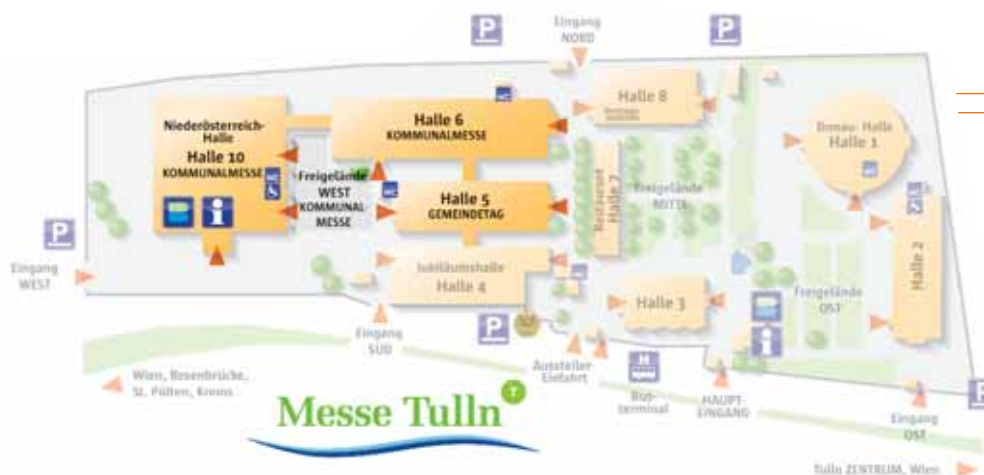 P
P
Eingang
NORD
Niederösterreich-
Halle
Halle 10
KOMMUNALMESSE
Halle 6
KOMMUNALMESSE
WC
Halle 8
Donau- Halle
Halle 1
WC
Freigelände
WEST
KOMMUNAL
MESSE
WC
Halle 5
GEMEINDETAG
Restaurant
Halle 7
Freigelände
MITTE
Halle 2
P
Eingang
WEST
i
Jubiläumshalle
Halle 4
Halle 3
Freigelände
OST
i
Eingang
SÜD
P
Aussteller-
Einfahrt
H
Bus-
terminal
HAUPT-
EINGANG
Eingang
OST
P
Wien, Rosenbrücke,
St. Pölten, Krems
Messe Tulln
T
Tulln ZENTRUM, Wien